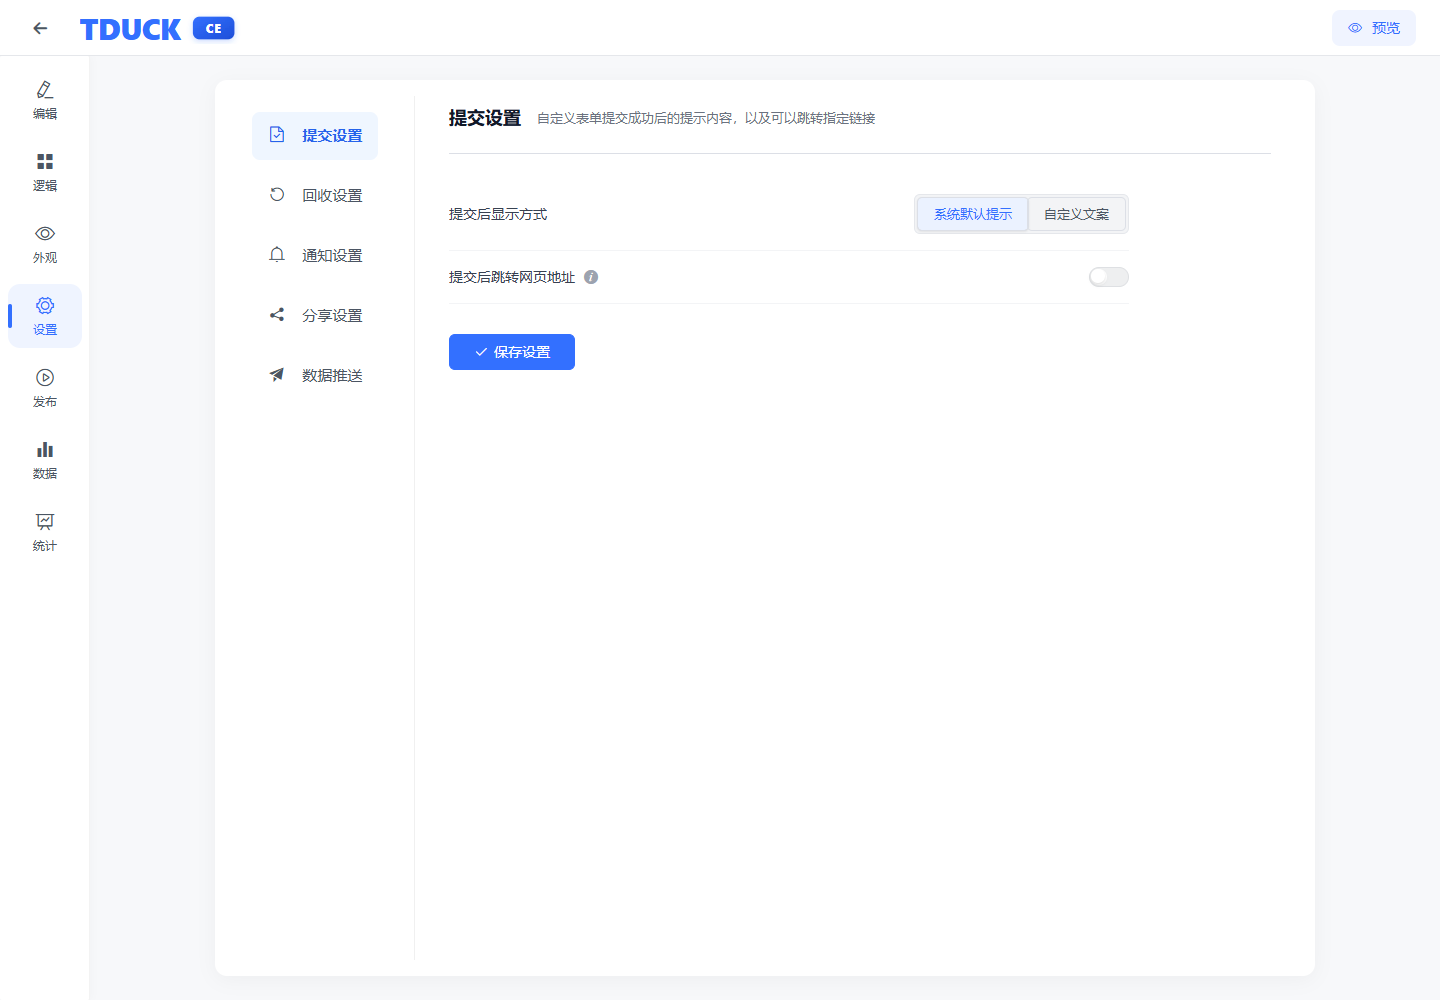 TDUCK CE
预览
编辑
逻辑
外观
设置
发布
数据
统计
提交设置
回收设置
通知设置
分享设置
数据推送
提交设置 自定义表单提交成功后的提示内容，以及可以跳转指定链接
提交后显示方式 系统默认提示 自定义文案
提交后跳转网页地址
保存设置